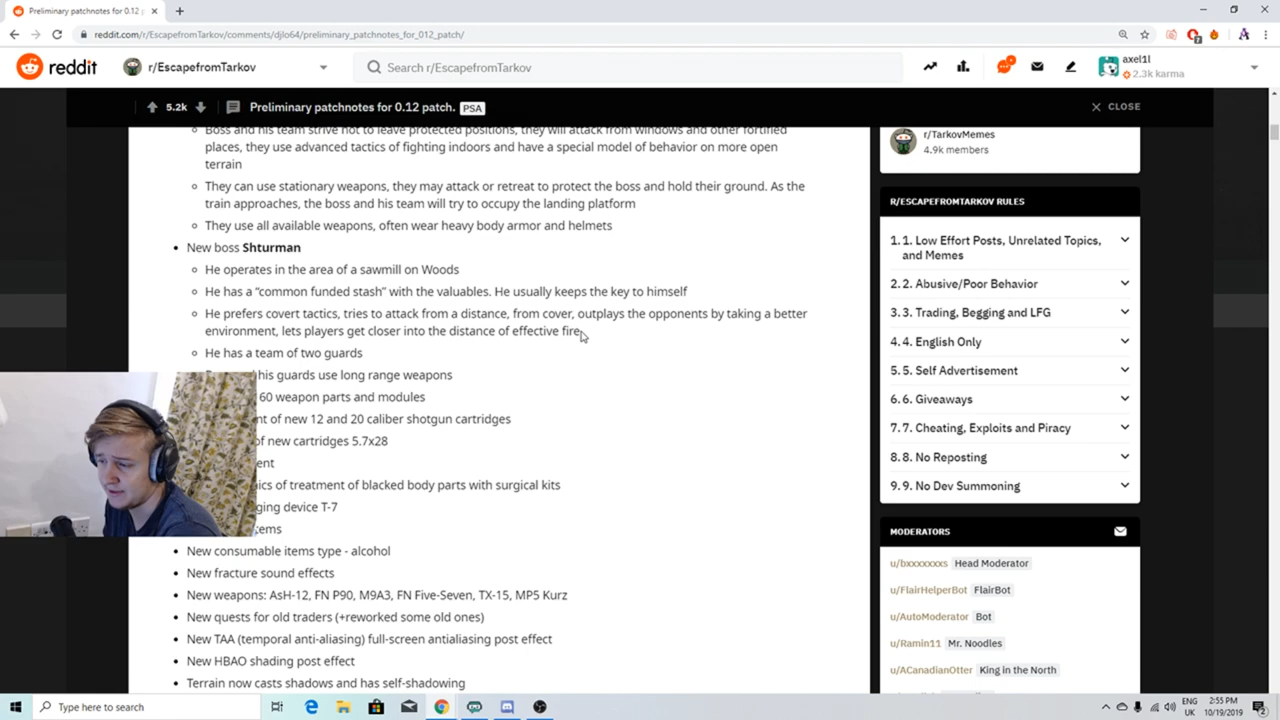 Preliminary patchnotes for 0.12 p
reddit.com/r/EscapefromTarkov/comments/djlo64/preliminary_patchnotes_for_012_patch/
reddit
r/EscapefromTarkov
Search r/EscapefromTarkov
axel1l
2.3k karma
5.2k
Preliminary patchnotes for 0.12 patch.
PSA
CLOSE
Boss and his team strive not to leave protected positions, they will attack from windows and other fortified
places, they use advanced tactics of fighting indoors and have a special model of behavior on more open
terrain
They can use stationary weapons, they may attack or retreat to protect the boss and hold their ground. As the
train approaches, the boss and his team will try to occupy the landing platform
They use all available weapons, often wear heavy body armor and helmets
New boss Shturman
He operates in the area of a sawmill on Woods
He has a “common funded stash” with the valuables. He usually keeps the key to himself
He prefers covert tactics, tries to attack from a distance, from cover, outplays the opponents by taking a better
environment, lets players get closer into the distance of effective fire.
He has a team of two guards
his guards use long range weapons
60 weapon parts and modules
of new 12 and 20 caliber shotgun cartridges
of new cartridges 5.7x28
of treatment of blacked body parts with surgical kits
device T-7
New consumable items type - alcohol
New fracture sound effects
New weapons: AsH-12, FN P90, M9A3, FN Five-Seven, TX-15, MP5 Kurz
New quests for old traders (+reworked some old ones)
New TAA (temporal anti-aliasing) full-screen antialiasing post effect
New HBAO shading post effect
Terrain now casts shadows and has self-shadowing
r/TarkovMemes
4.9k members
R/ESCAPEFROMTARKOV RULES
1. 1. Low Effort Posts, Unrelated Topics,
and Memes
2. 2. Abusive/Poor Behavior
3. 3. Trading, Begging and LFG
4. 4. English Only
5. 5. Self Advertisement
6. 6. Giveaways
7. 7. Cheating, Exploits and Piracy
8. 8. No Reposting
9. 9. No Dev Summoning
MODERATORS
u/bxxxxxxxs Head Moderator
u/FlairHelperBot FlairBot
u/AutoModerator Bot
u/Ramin11 Mr. Noodles
u/ACanadianOtter King in the North
Type here to search
ENG
UK
2:55 PM
10/19/2019